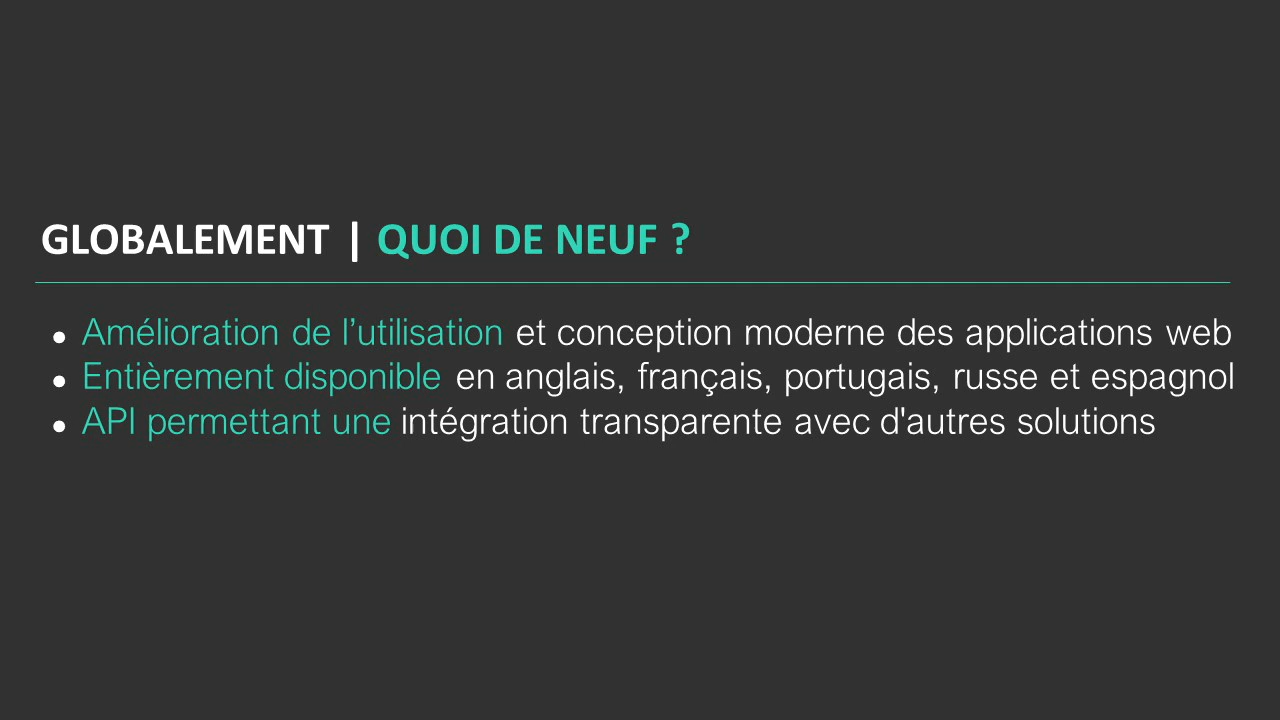 GLOBALEMENT | QUOI DE NEUF ?
● Amélioration de l’utilisation et conception moderne des applications web
● Entièrement disponible en anglais, français, portugais, russe et espagnol
● API permettant une intégration transparente avec d'autres solutions